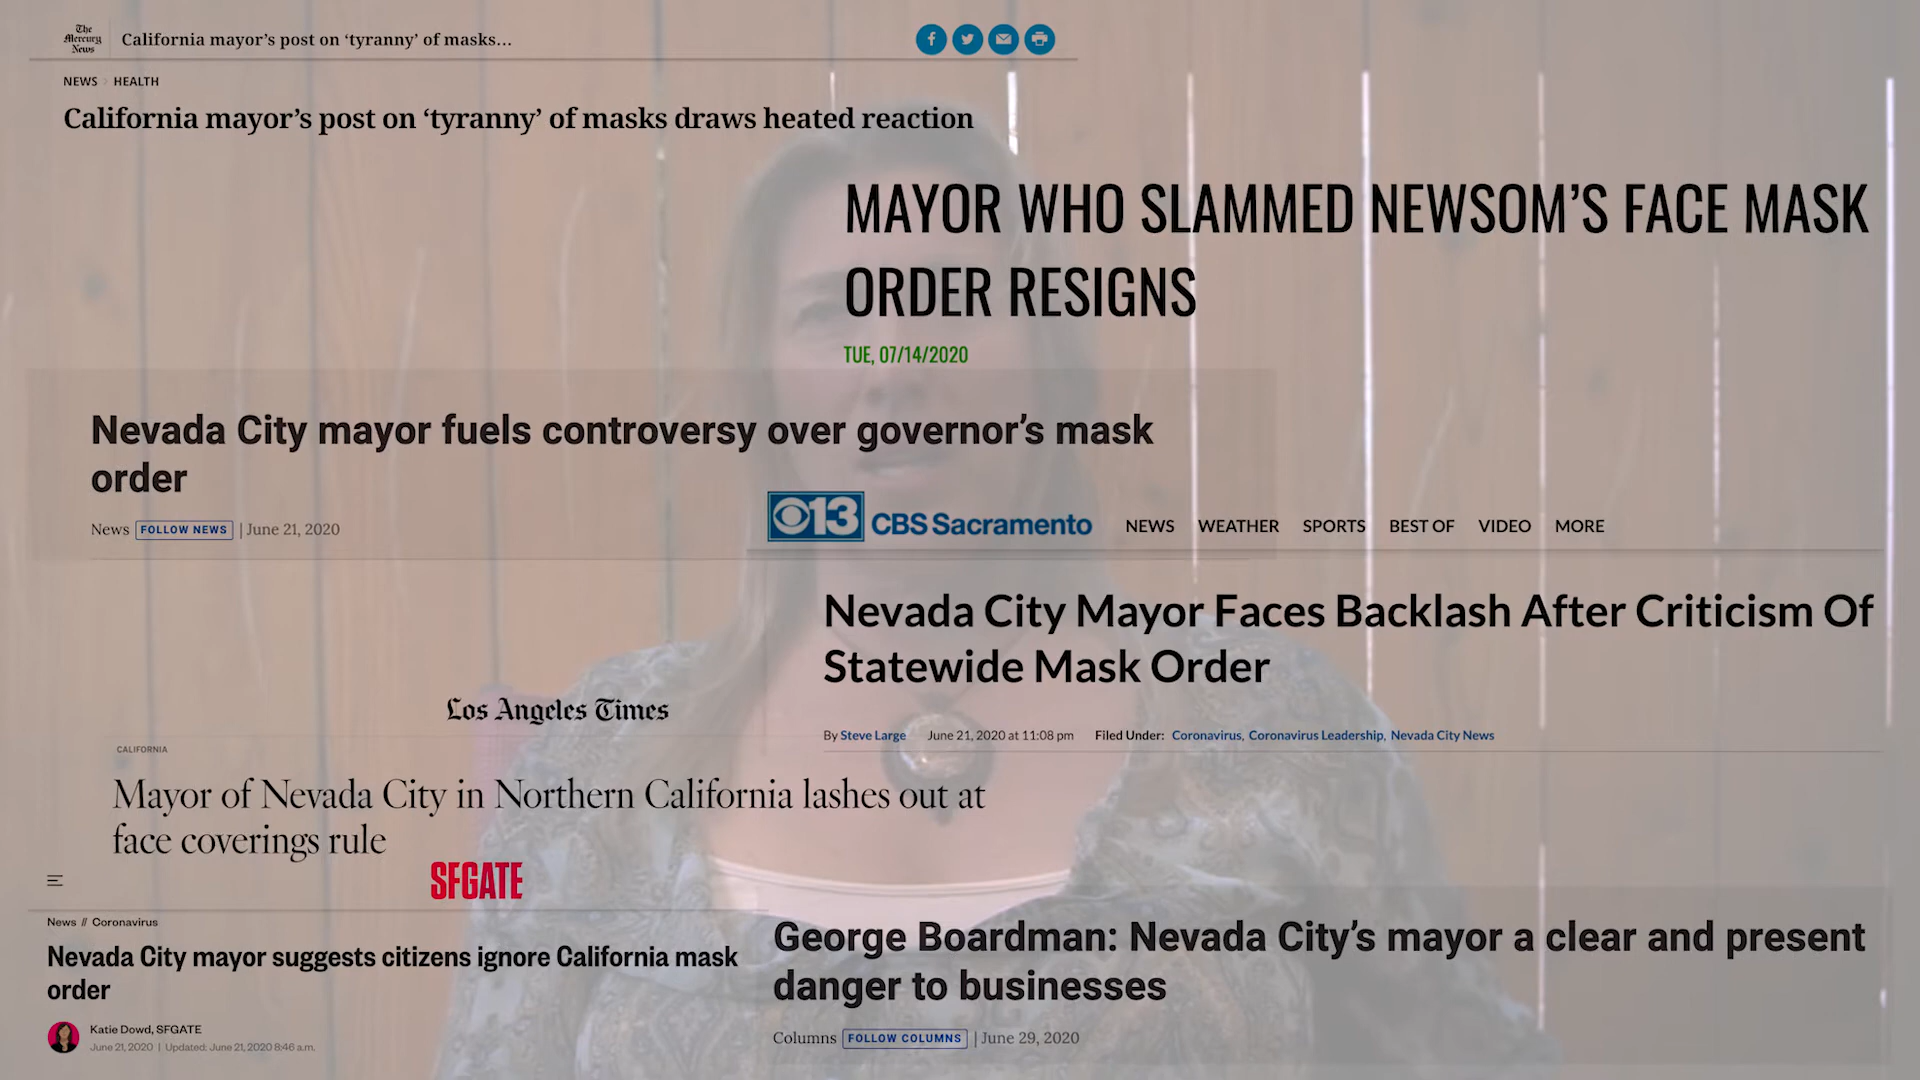 The
Mercury
News
California mayor’s post on ‘tyranny’ of masks...
NEWS › HEALTH
California mayor’s post on ‘tyranny’ of masks draws heated reaction
MAYOR WHO SLAMMED NEWSOM’S FACE MASK
ORDER RESIGNS
TUE, 07/14/2020
Nevada City mayor fuels controversy over governor’s mask
order
News FOLLOW NEWS | June 21, 2020
13 CBS Sacramento NEWS WEATHER SPORTS BEST OF VIDEO MORE
Nevada City Mayor Faces Backlash After Criticism Of
Statewide Mask Order
By Steve Large June 21, 2020 at 11:08 pm Filed Under: Coronavirus, Coronavirus Leadership, Nevada City News
Los Angeles Times
CALIFORNIA
Mayor of Nevada City in Northern California lashes out at
face coverings rule
SFGATE
News // Coronavirus
Nevada City mayor suggests citizens ignore California mask
order
Katie Dowd, SFGATE
June 21, 2020 | Updated: June 21, 2020 8:46 a.m.
George Boardman: Nevada City’s mayor a clear and present
danger to businesses
Columns FOLLOW COLUMNS | June 29, 2020